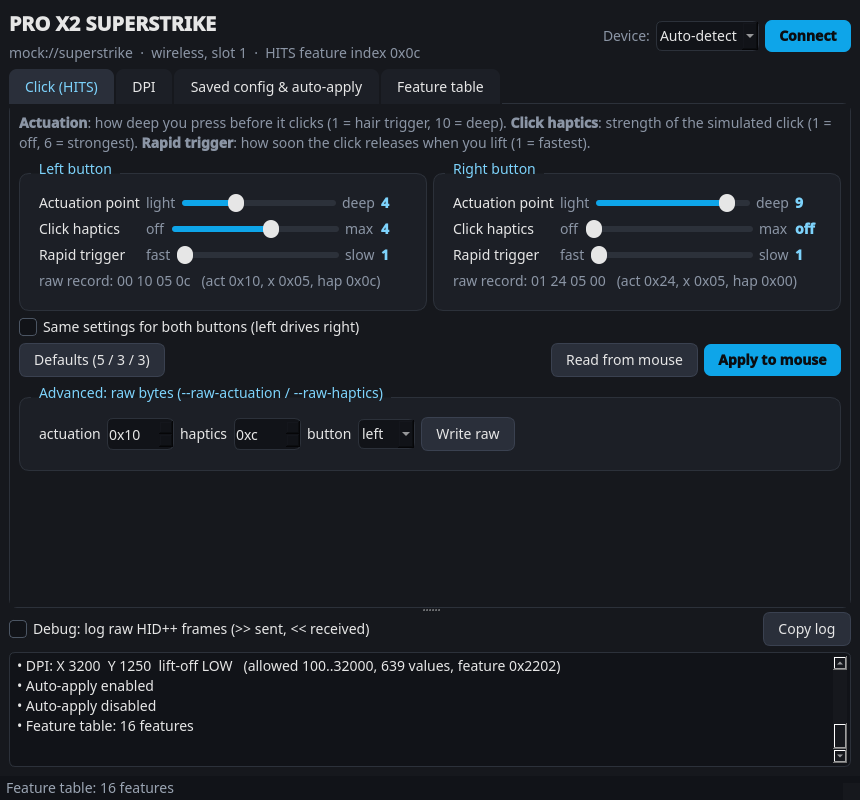 PRO X2 SUPERSTRIKE
mock://superstrike · wireless, slot 1 · HITS feature index 0x0c
Device: Auto-detect Connect
Click (HITS) DPI Saved config & auto-apply Feature table
Actuation: how deep you press before it clicks (1 = hair trigger, 10 = deep). Click haptics: strength of the simulated click (1 =
off, 6 = strongest). Rapid trigger: how soon the click releases when you lift (1 = fastest).
Left button
Actuation point light deep 4
Click haptics off max 4
Rapid trigger fast slow 1
raw record: 00 10 05 0c (act 0x10, x 0x05, hap 0x0c)
Right button
Actuation point light deep 9
Click haptics off max off
Rapid trigger fast slow 1
raw record: 01 24 05 00 (act 0x24, x 0x05, hap 0x00)
Same settings for both buttons (left drives right)
Defaults (5 / 3 / 3) Read from mouse Apply to mouse
Advanced: raw bytes (--raw-actuation / --raw-haptics)
actuation 0x10 haptics 0xc button left Write raw
Debug: log raw HID++ frames (>> sent, << received) Copy log
• DPI: X 3200 Y 1250 lift-off LOW (allowed 100..32000, 639 values, feature 0x2202)
• Auto-apply enabled
• Auto-apply disabled
• Feature table: 16 features
Feature table: 16 features